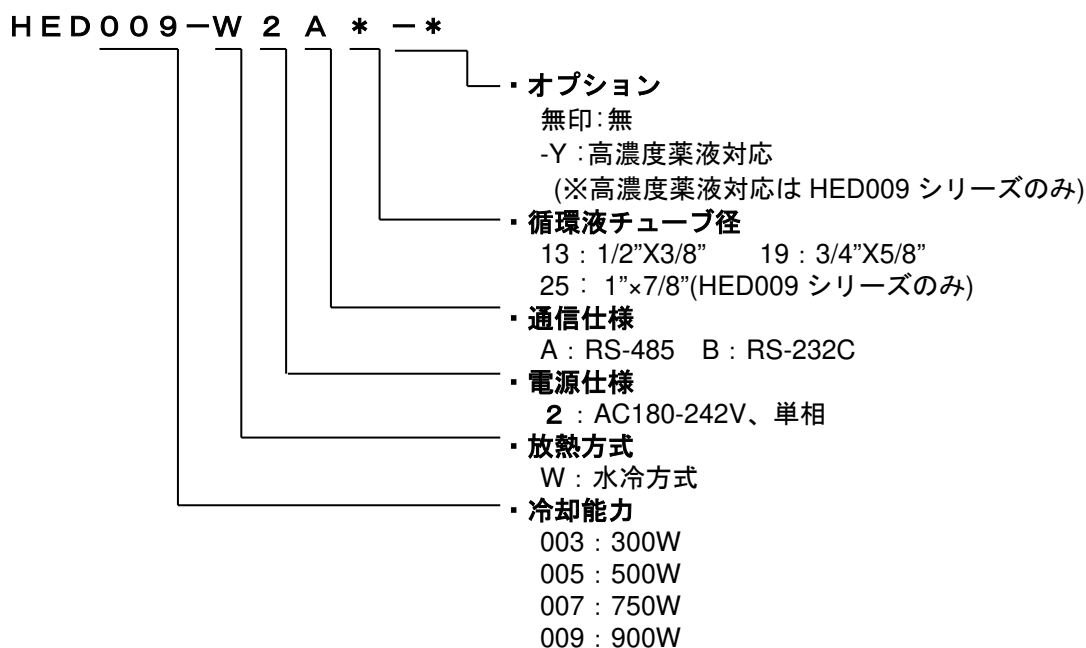 HED009-W2A*-*
・オプション
無印:無
-Y:高濃度薬液対応
(※高濃度薬液対応は HED009 シリーズのみ)
・循環液チューブ径
13:1/2”X3/8” 19:3/4”X5/8”
25: 1”×7/8”(HED009 シリーズのみ)
・通信仕様
A:RS-485 B:RS-232C
・電源仕様
2:AC180-242V、単相
・放熱方式
W:水冷方式
・冷却能力
003:300W
005:500W
007:750W
009:900W